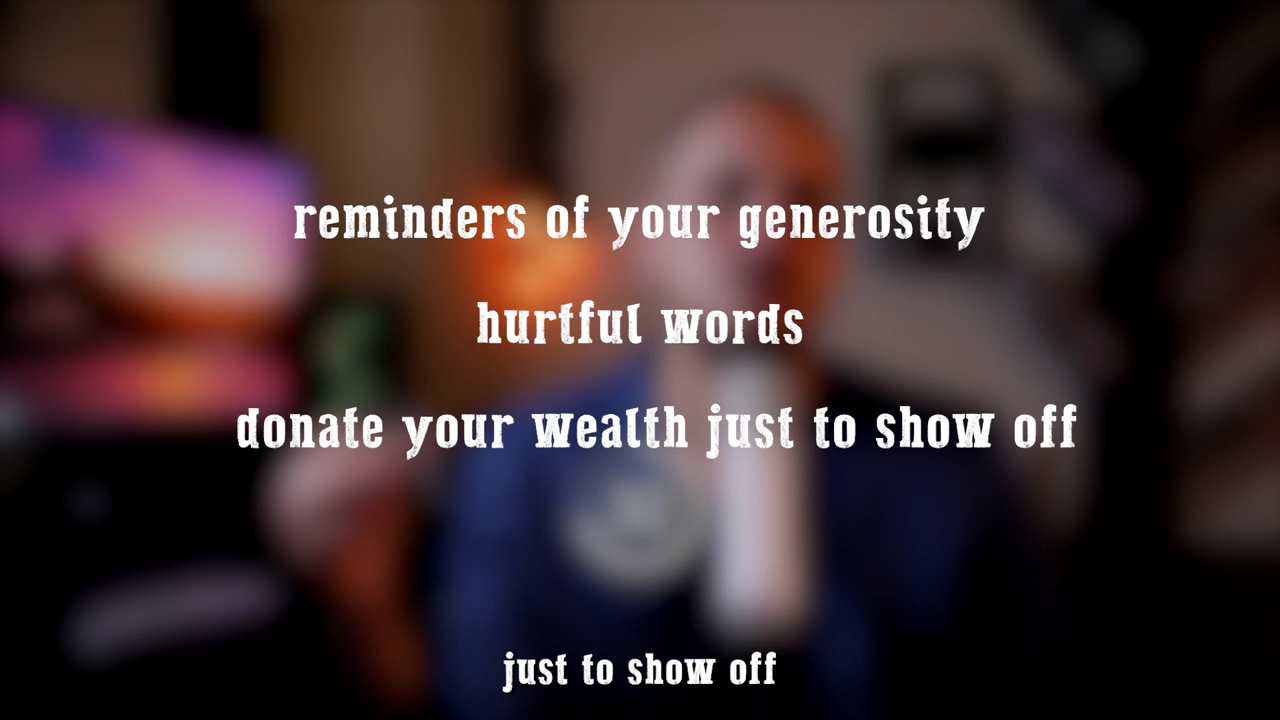 reminders of your generosity
hurtful words
donate your wealth just to show off
just to show off